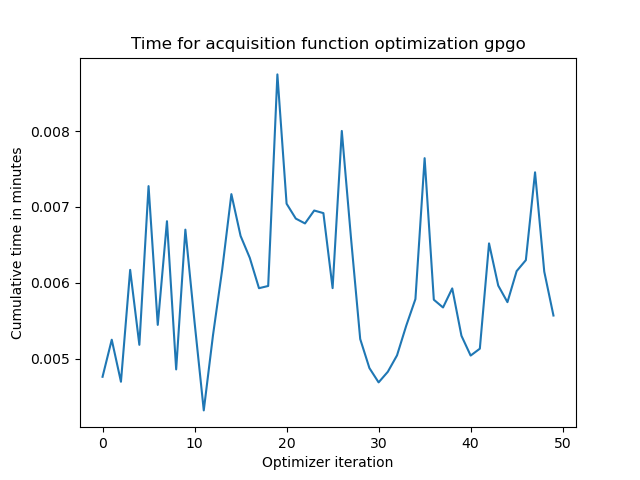 Time for acquisition function optimization gpgo
Cumulative time in minutes
0.008
0.007
0.006
0.005
0 10 20 30 40 50
Optimizer iteration